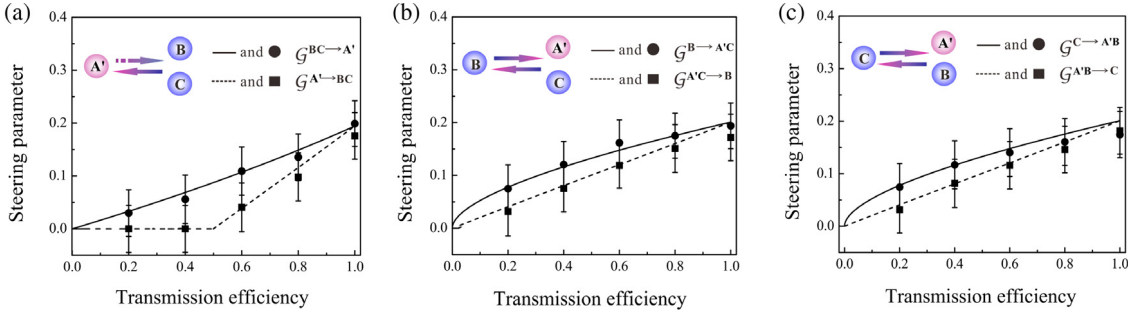 (a)
0.4
0.3
0.2
0.1
0.0
Steering parameter
A'
B
C
and 𝒢^{BC→A'}
and 𝒢^{A'→BC}
0.0 0.2 0.4 0.6 0.8 1.0
Transmission efficiency
(b)
0.4
0.3
0.2
0.1
0.0
Steering parameter
B
A'
C
and 𝒢^{B→A'C}
and 𝒢^{A'C→B}
0.0 0.2 0.4 0.6 0.8 1.0
Transmission efficiency
(c)
0.4
0.3
0.2
0.1
0.0
Steering parameter
C
A'
B
and 𝒢^{C→A'B}
and 𝒢^{A'B→C}
0.0 0.2 0.4 0.6 0.8 1.0
Transmission efficiency